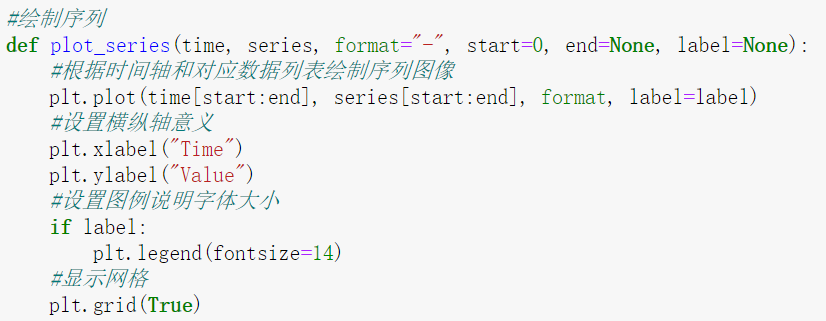 #绘制序列
def plot_series(time, series, format="-", start=0, end=None, label=None):
    #根据时间轴和对应数据列表绘制序列图像
    plt.plot(time[start:end], series[start:end], format, label=label)
    #设置横纵轴意义
    plt.xlabel("Time")
    plt.ylabel("Value")
    #设置图例说明字体大小
    if label:
        plt.legend(fontsize=14)
    #显示网格
    plt.grid(True)